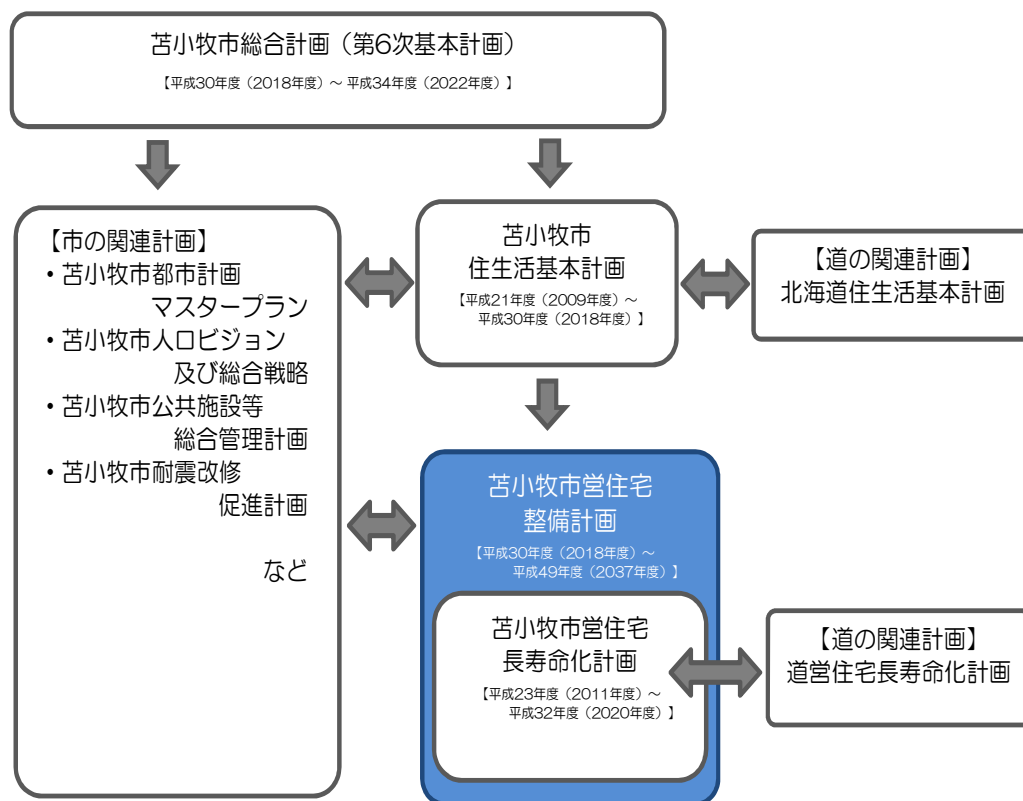 苫小牧市総合計画（第6次基本計画）
【平成30年度（2018年度）～ 平成34年度（2022年度）】
【市の関連計画】
・苫小牧市都市計画
マスタープラン
・苫小牧市人口ビジョン
及び総合戦略
・苫小牧市公共施設等
総合管理計画
・苫小牧市耐震改修
促進計画
など
苫小牧市
住生活基本計画
【平成21年度（2009年度）～
平成30年度（2018年度）】
【道の関連計画】
北海道住生活基本計画
苫小牧市営住宅
整備計画
【平成30年度（2018年度）～
平成49年度（2037年度）】
苫小牧市営住宅
長寿命化計画
【平成23年度（2011年度）～
平成32年度（2020年度）】
【道の関連計画】
道営住宅長寿命化計画